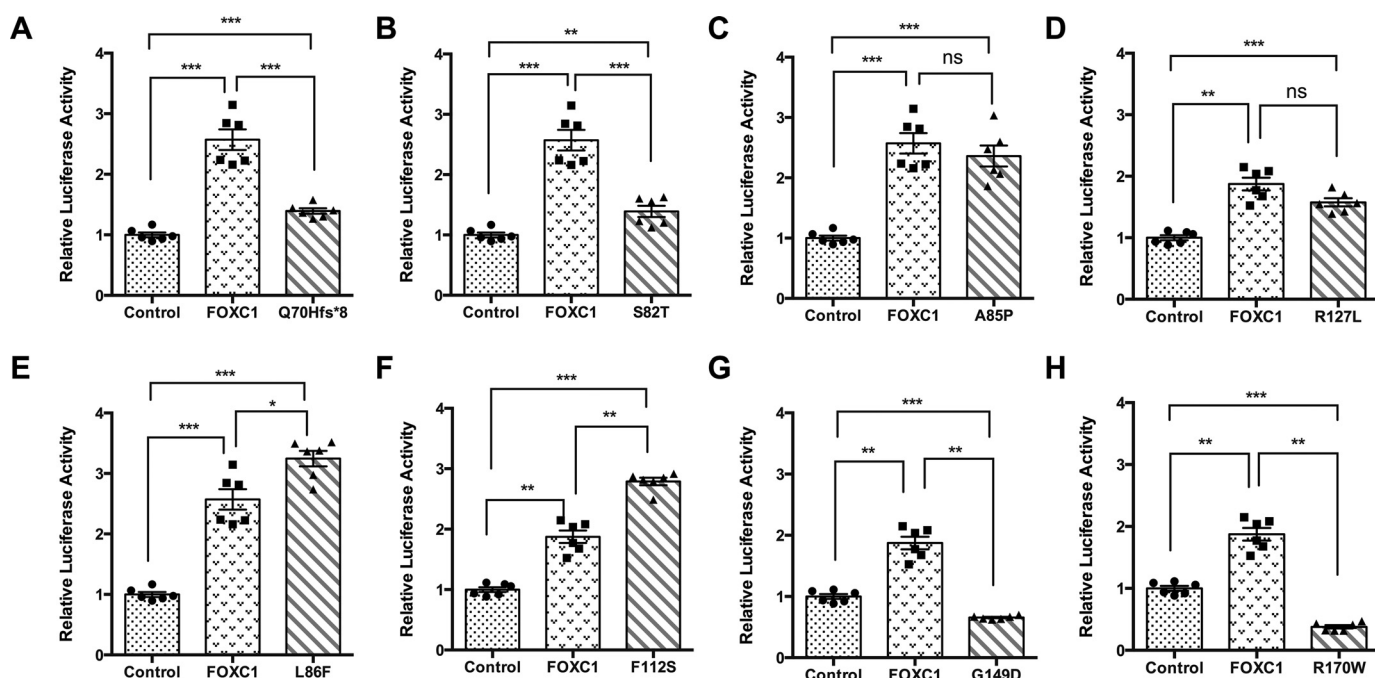 A
Relative Luciferase Activity
4
3
2
1
0
***
*** ***
Control FOXC1 Q70Hfs*8
B
Relative Luciferase Activity
4
3
2
1
0
**
*** ***
Control FOXC1 S82T
C
Relative Luciferase Activity
4
3
2
1
0
***
*** ns
Control FOXC1 A85P
D
Relative Luciferase Activity
4
3
2
1
0
***
** ns
Control FOXC1 R127L
E
Relative Luciferase Activity
4
3
2
1
0
***
*** *
Control FOXC1 L86F
F
Relative Luciferase Activity
4
3
2
1
0
***
** **
Control FOXC1 F112S
G
Relative Luciferase Activity
4
3
2
1
0
***
** **
Control FOXC1 G149D
H
Relative Luciferase Activity
4
3
2
1
0
***
** **
Control FOXC1 R170W